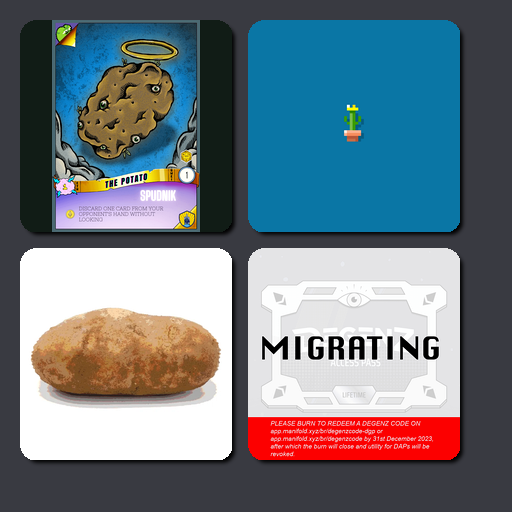 THE POTATO
1
SPUDNIK
DISCARD ONE CARD FROM YOUR
OPPONENT'S HAND WITHOUT
LOOKING
DEGENZ
MIGRATING
ACCESS PASS
LIFETIME
PLEASE BURN TO REDEEM A DEGENZ CODE ON
app.manifold.xyz/br/degenzcode-dgp or
app.manifold.xyz/br/degenzcode by 31st December 2023,
after which the burn will close and utility for DAPs will be
revoked.